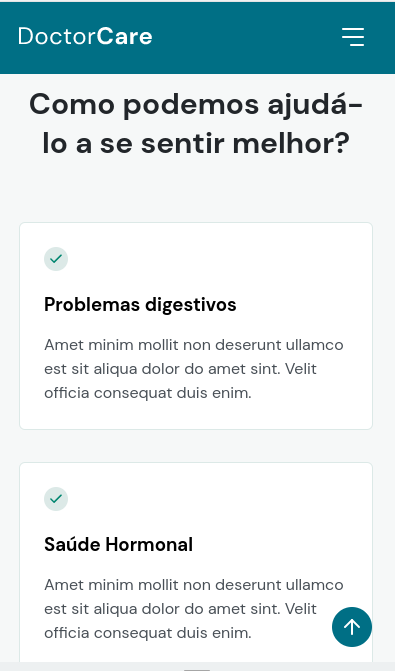 DoctorCare
Como podemos ajudá-
lo a se sentir melhor?
Problemas digestivos
Amet minim mollit non deserunt ullamco
est sit aliqua dolor do amet sint. Velit
officia consequat duis enim.
Saúde Hormonal
Amet minim mollit non deserunt ullamco
est sit aliqua dolor do amet sint. Velit
officia consequat duis enim.